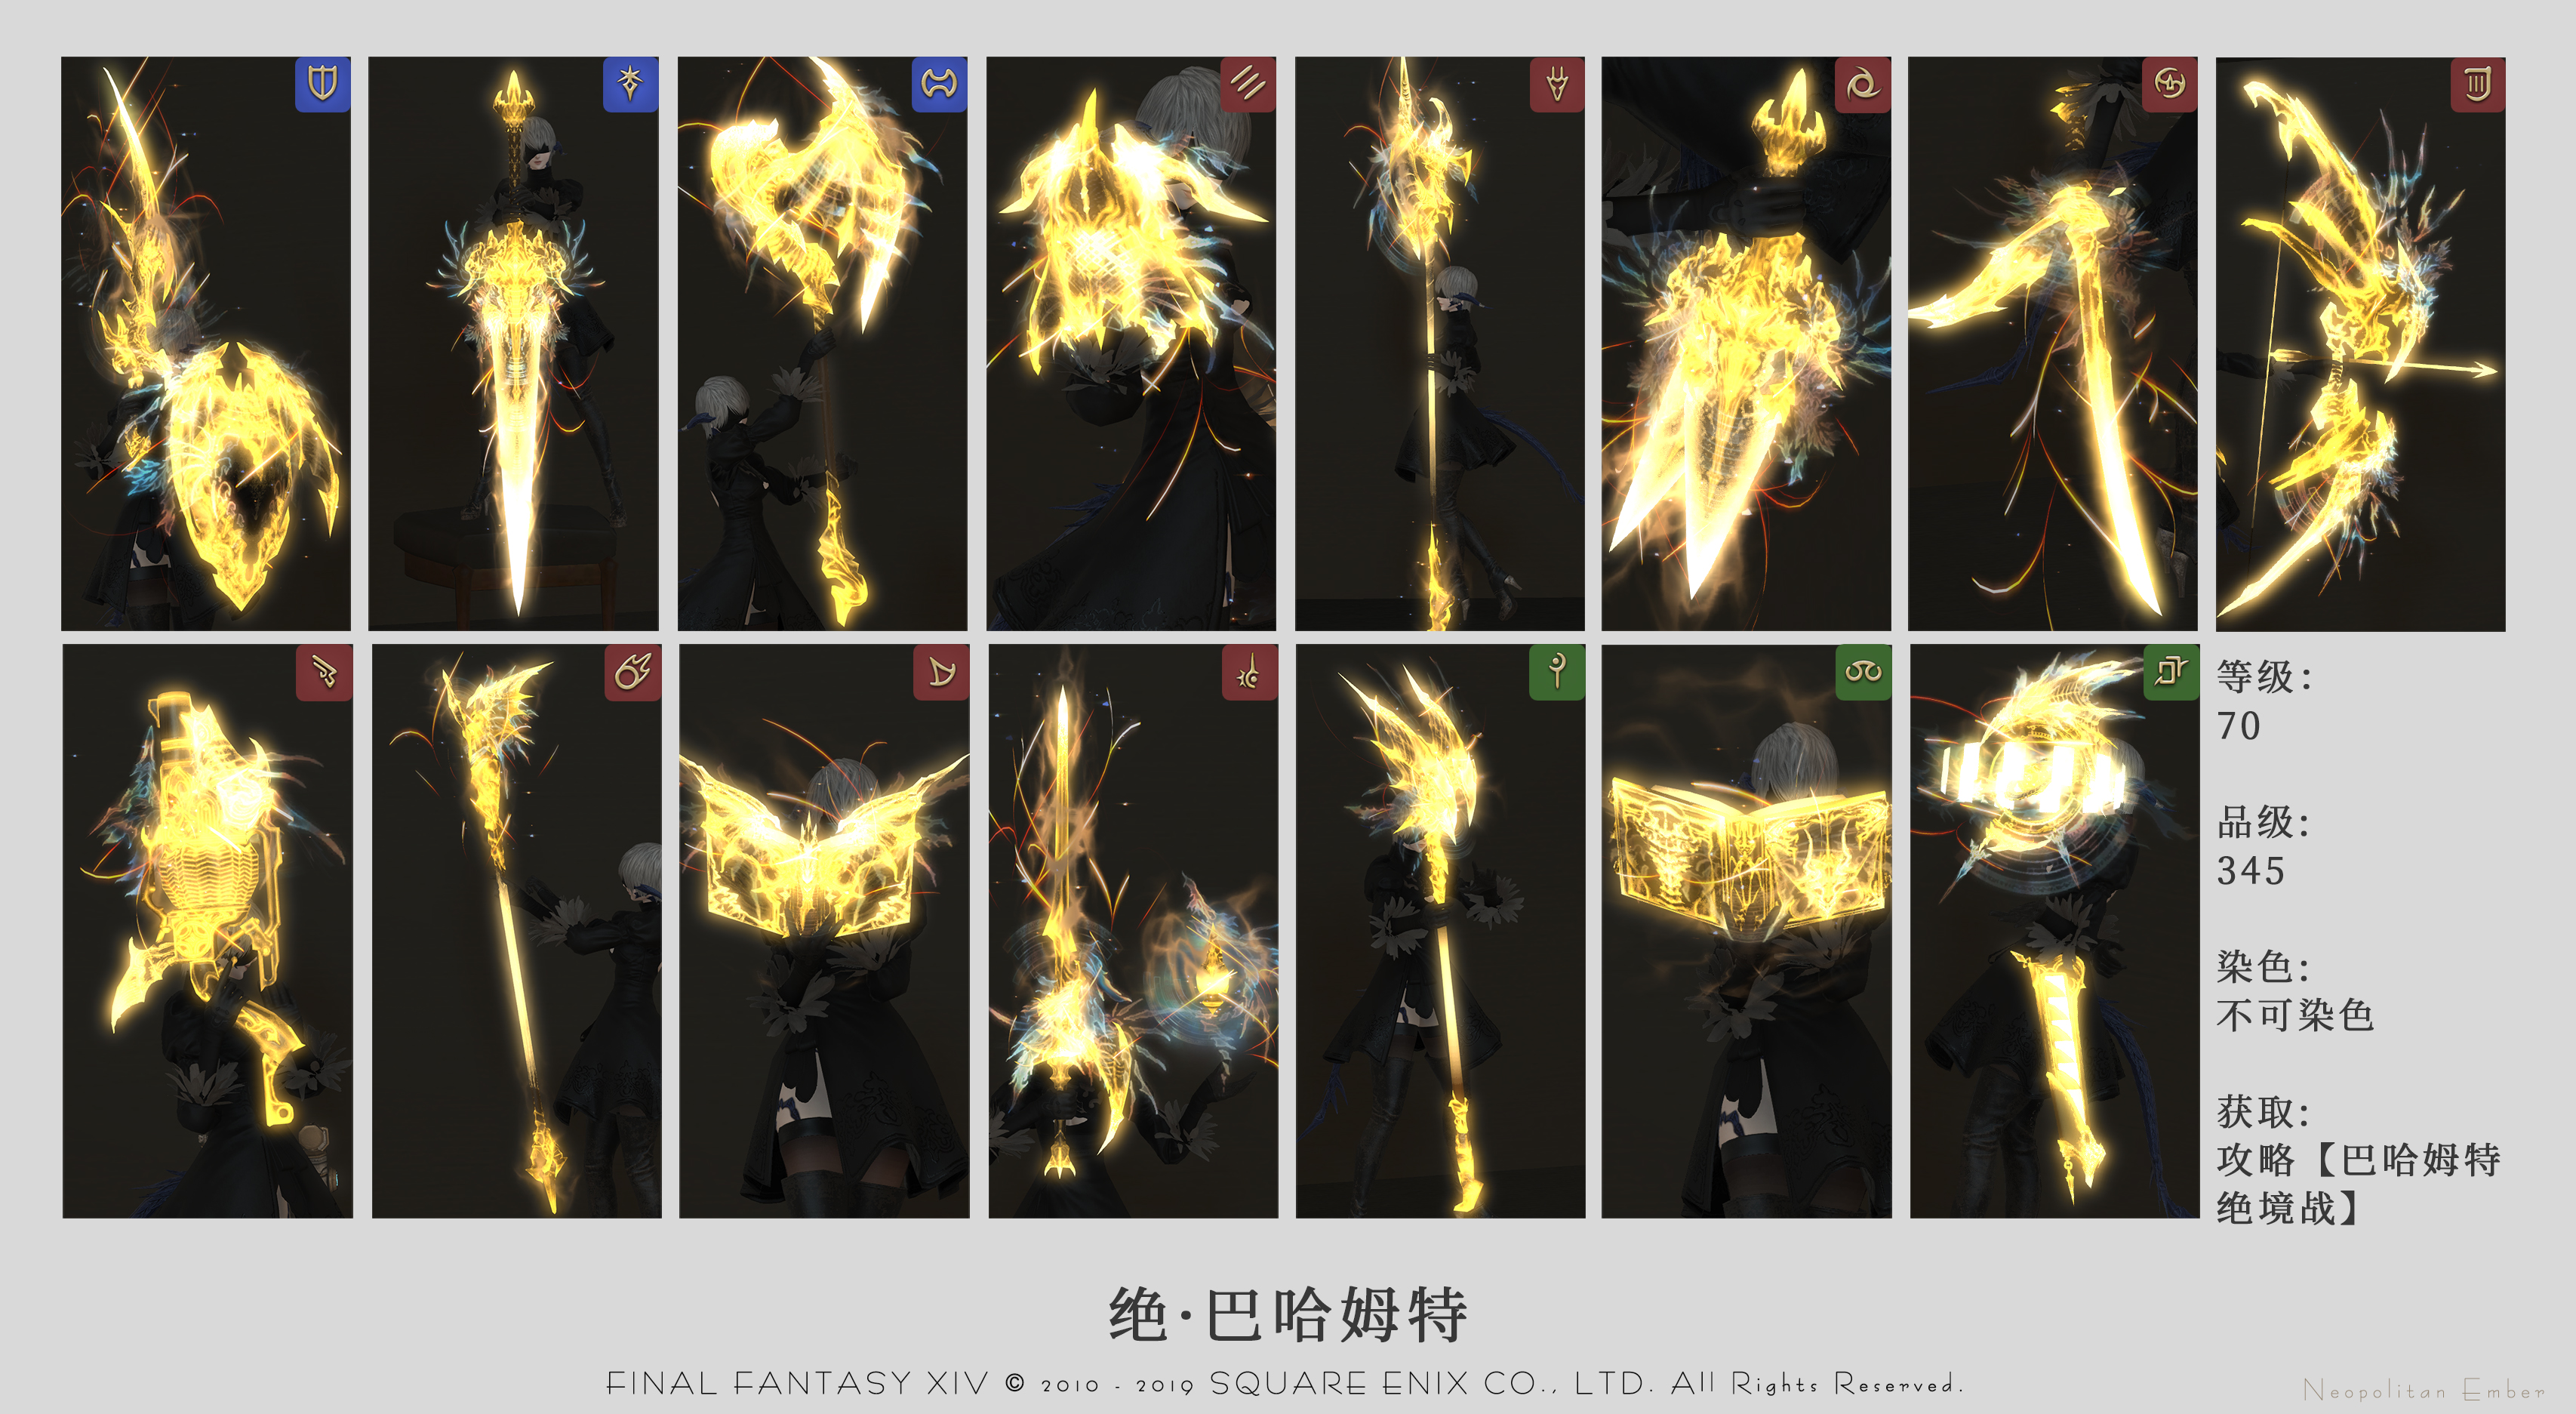 等级：
70
品级：
345
染色：
不可染色
获取：
攻略【巴哈姆特
绝境战】
绝·巴哈姆特
FINAL FANTASY XIV © 2010 - 2019 SQUARE ENIX CO., LTD. All Rights Reserved.
Neopolitan Ember